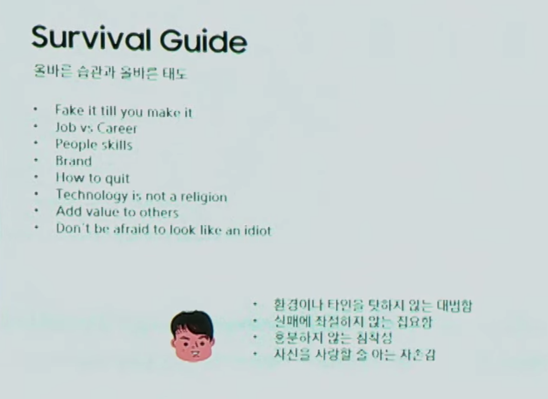 Survival Guide
올바른 습관과 올바른 태도
• Fake it till you make it
• Job vs Career
• People skills
• Brand
• How to quit
• Technology is not a religion
• Add value to others
• Don't be afraid to look like an idiot
• 환경이나 타인을 탓하지 않는 대범함
• 실패에 좌절하지 않는 집요함
• 흥분하지 않는 침착성
• 자신을 사랑할 줄 아는 자존감